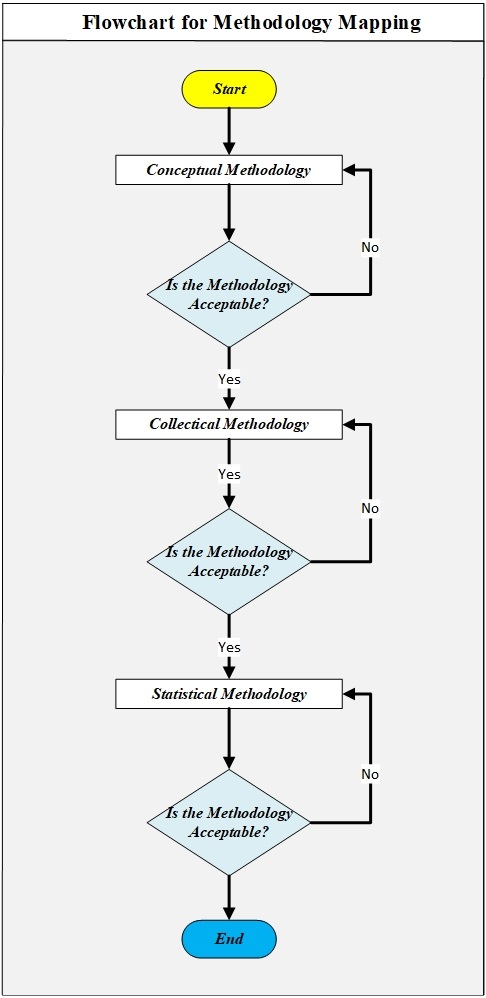 Flowchart for Methodology Mapping
Start
Conceptual Methodology
No
Is the Methodology
Acceptable?
Yes
Collectical Methodology
Yes
No
Is the Methodology
Acceptable?
Yes
Statistical Methodology
No
Is the Methodology
Acceptable?
End